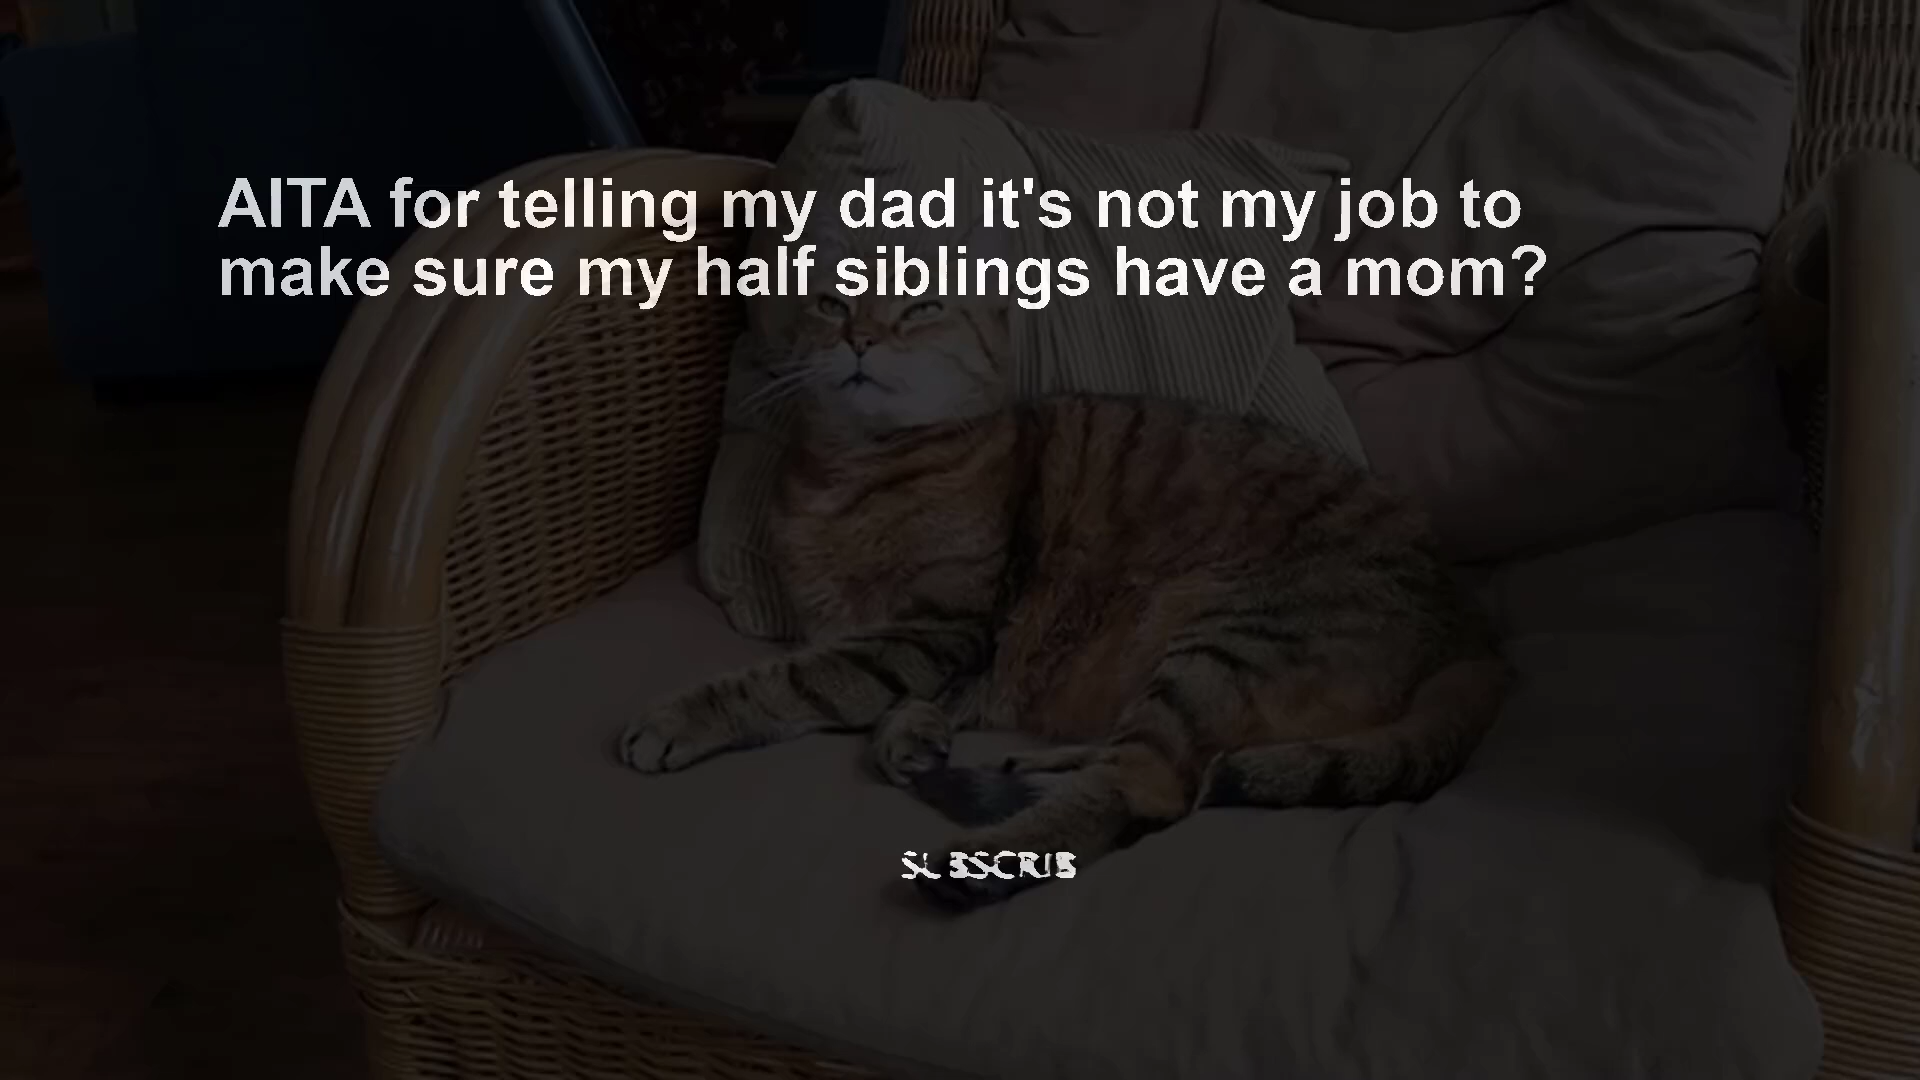 AITA for telling my dad it's not my job to
make sure my half siblings have a mom?